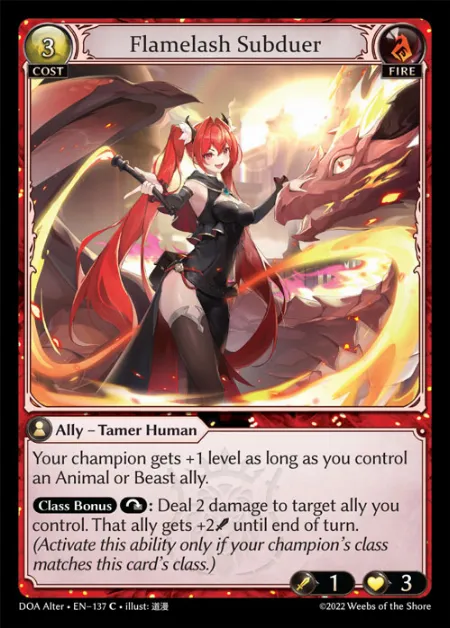 3
Flamelash Subduer
COST
FIRE
Ally – Tamer Human
Your champion gets +1 level as long as you control
an Animal or Beast ally.
Class Bonus : Deal 2 damage to target ally you
control. That ally gets +2 until end of turn.
(Activate this ability only if your champion's class
matches this card's class.)
1
3
DOA Alter • EN-137 C • illust: 道漫
©2022 Weebs of the Shore